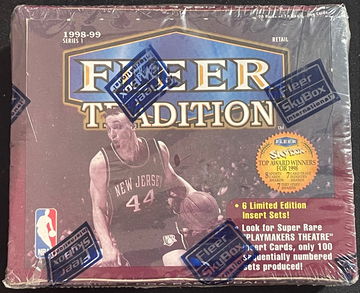 1998-99
SERIES 1
RETAIL
FLEER
TRADITION
Fleer
SkyBox
International
FLEER
SkyBox
TOP AWARD WINNERS
FOR 1998
NEW JERSEY
44
NBA
• 6 Limited Edition
Insert Sets!
• Look for Super Rare
"PLAYMAKERS THEATRE"
Insert Cards, only 100
sequentially numbered
sets produced!
Fleer
SkyBox
Fleer
SkyBox
International